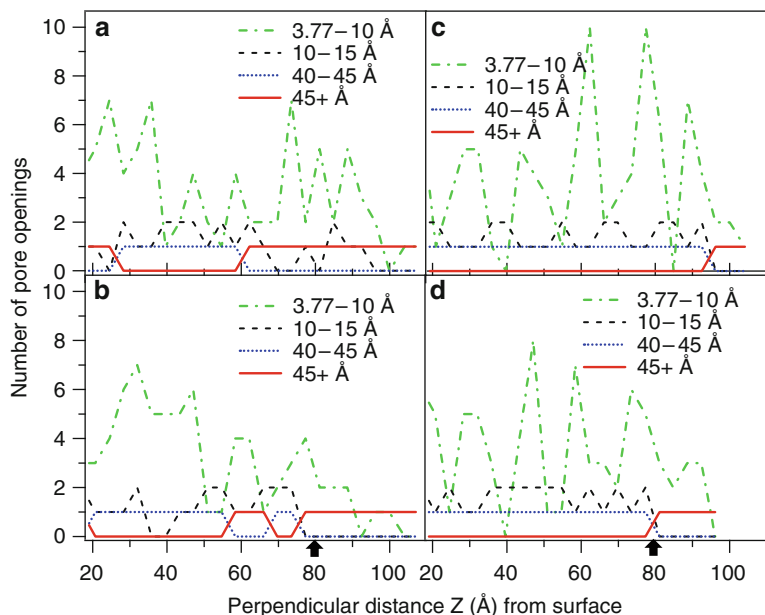 Number of pore openings
a
3.77–10 Å
10–15 Å
40–45 Å
45+ Å
10
8
6
4
2
0
c
3.77–10 Å
10–15 Å
40–45 Å
45+ Å
b
3.77–10 Å
10–15 Å
40–45 Å
45+ Å
10
8
6
4
2
0
20 40 60 80 100
d
3.77–10 Å
10–15 Å
40–45 Å
45+ Å
20 40 60 80 100
Perpendicular distance Z (Å) from surface